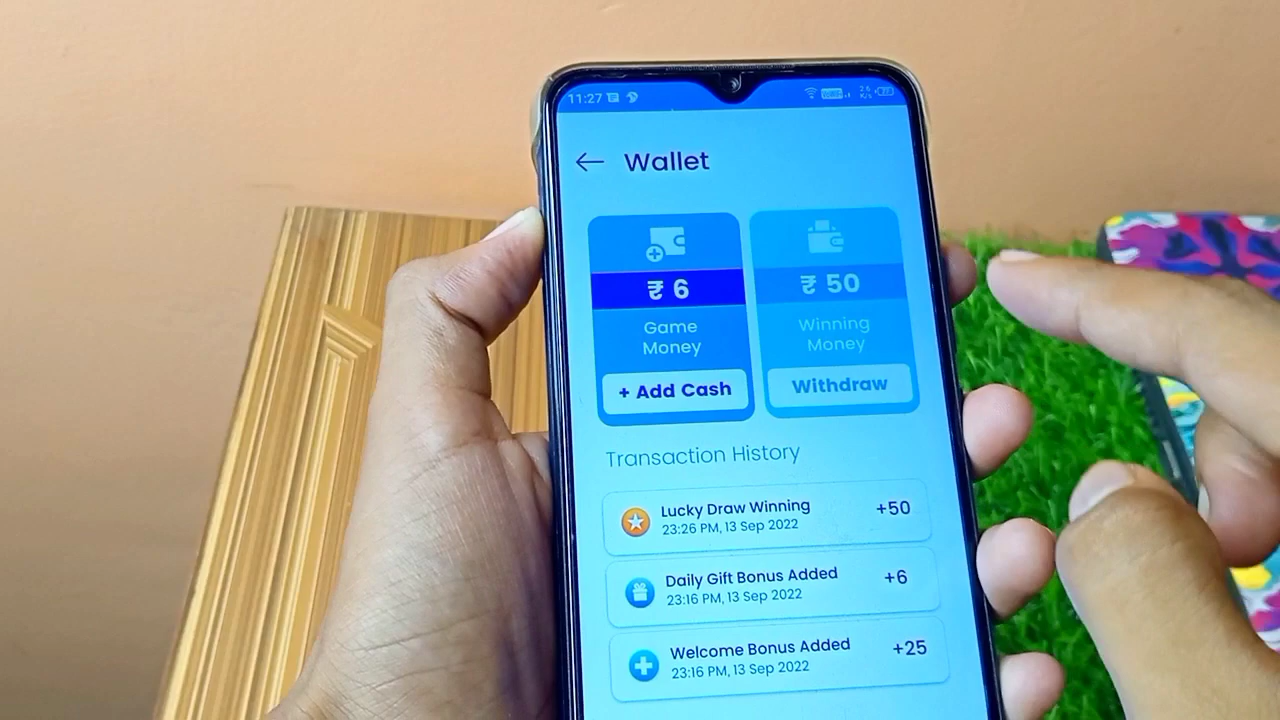 11:27
Wallet
₹ 6
₹ 50
Game
Money
Winning
Money
+ Add Cash
Withdraw
Transaction History
Lucky Draw Winning
+50
23:26 PM, 13 Sep 2022
Daily Gift Bonus Added
+6
23:16 PM, 13 Sep 2022
Welcome Bonus Added
+25
23:16 PM, 13 Sep 2022